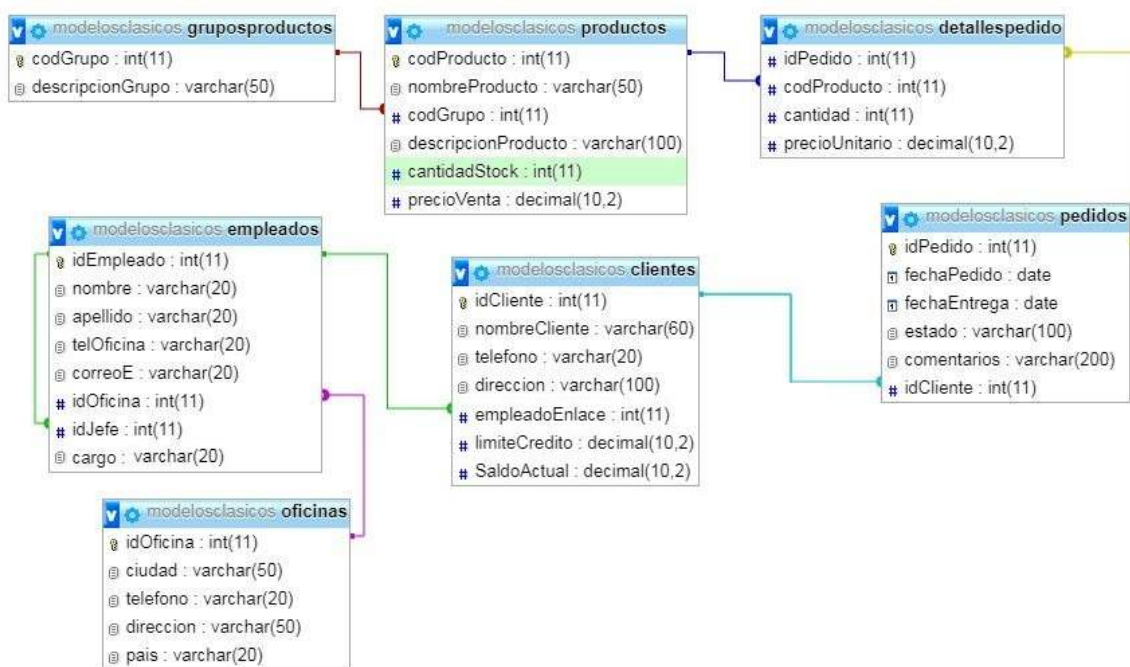 modelosclasicos gruposproductos
codGrupo : int(11)
descripcionGrupo : varchar(50)
modelosclasicos productos
codProducto : int(11)
nombreProducto : varchar(50)
codGrupo : int(11)
descripcionProducto : varchar(100)
cantidadStock : int(11)
precioVenta : decimal(10,2)
modelosclasicos detallespedido
idPedido : int(11)
codProducto : int(11)
cantidad : int(11)
precioUnitario : decimal(10,2)
modelosclasicos empleados
idEmpleado : int(11)
nombre : varchar(20)
apellido : varchar(20)
telOficina : varchar(20)
correoE : varchar(20)
idOficina : int(11)
idJefe : int(11)
cargo : varchar(20)
modelosclasicos clientes
idCliente : int(11)
nombreCliente : varchar(60)
telefono : varchar(20)
direccion : varchar(100)
empleadoEnlace : int(11)
limiteCredito : decimal(10,2)
SaldoActual : decimal(10,2)
modelosclasicos pedidos
idPedido : int(11)
fechaPedido : date
fechaEntrega : date
estado : varchar(100)
comentarios : varchar(200)
idCliente : int(11)
modelosclasicos oficinas
idOficina : int(11)
ciudad : varchar(50)
telefono : varchar(20)
direccion : varchar(50)
pais : varchar(20)